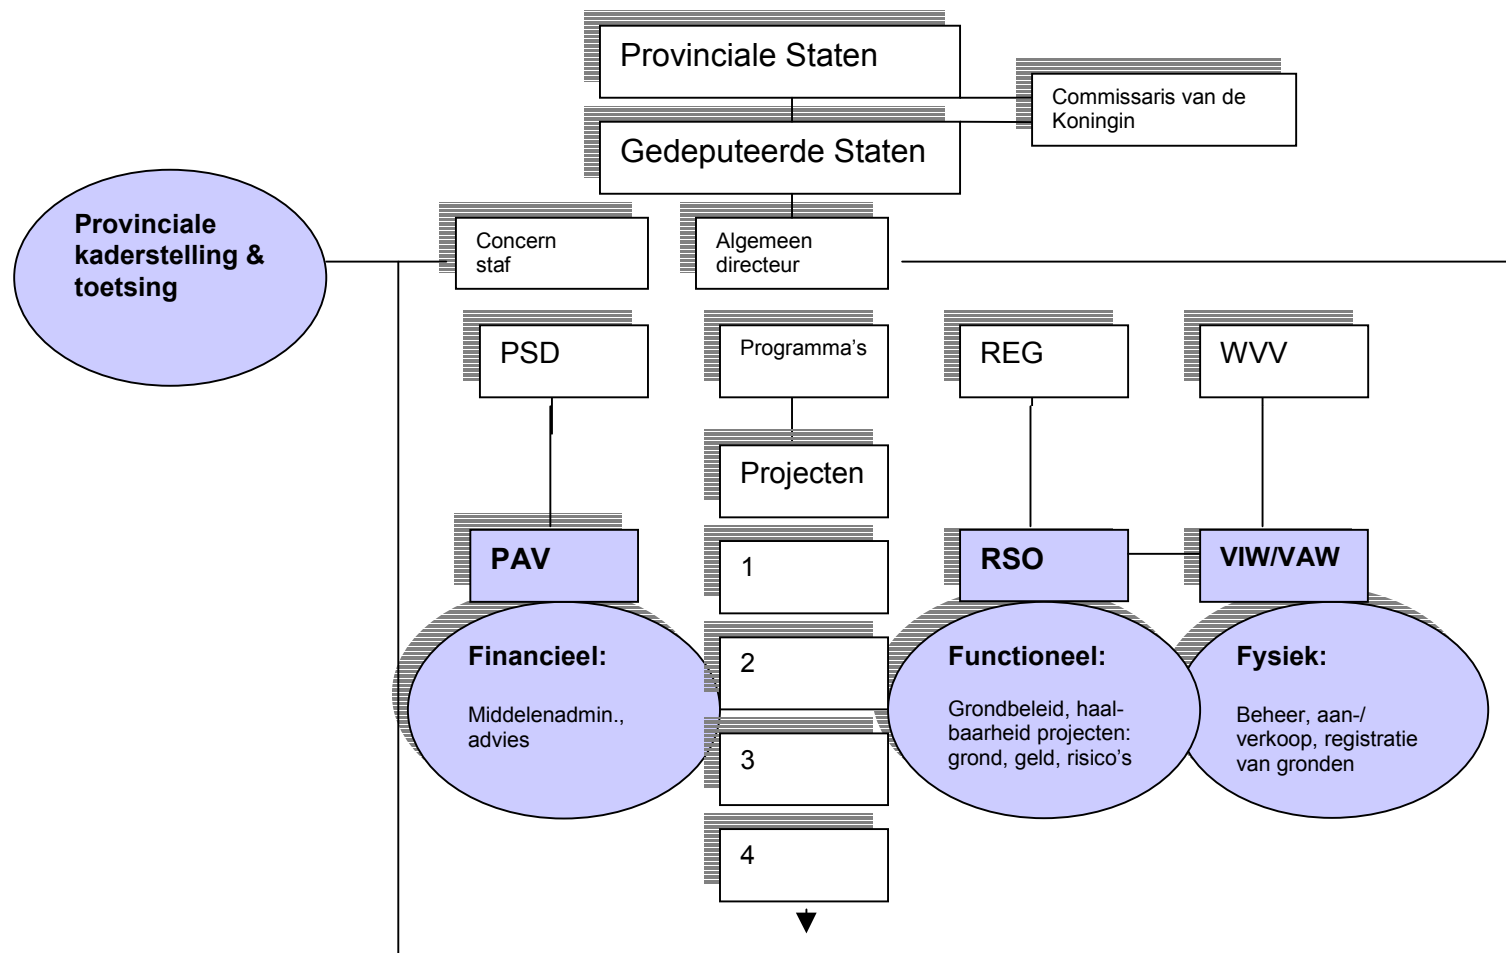 Provinciale Staten
Commissaris van de
Koningin
Gedeputeerde Staten
Provinciale
kaderstelling &
toetsing
Concern
staf
Algemeen
directeur
PSD
Programma’s
REG
WVV
Projecten
PAV
1
RSO
VIW/VAW
Financieel:
Middelenadmin.,
advies
2
Functioneel:
Grondbeleid, haal-
baarheid projecten:
grond, geld, risico’s
Fysiek:
Beheer, aan-/
verkoop, registratie
van gronden
3
4